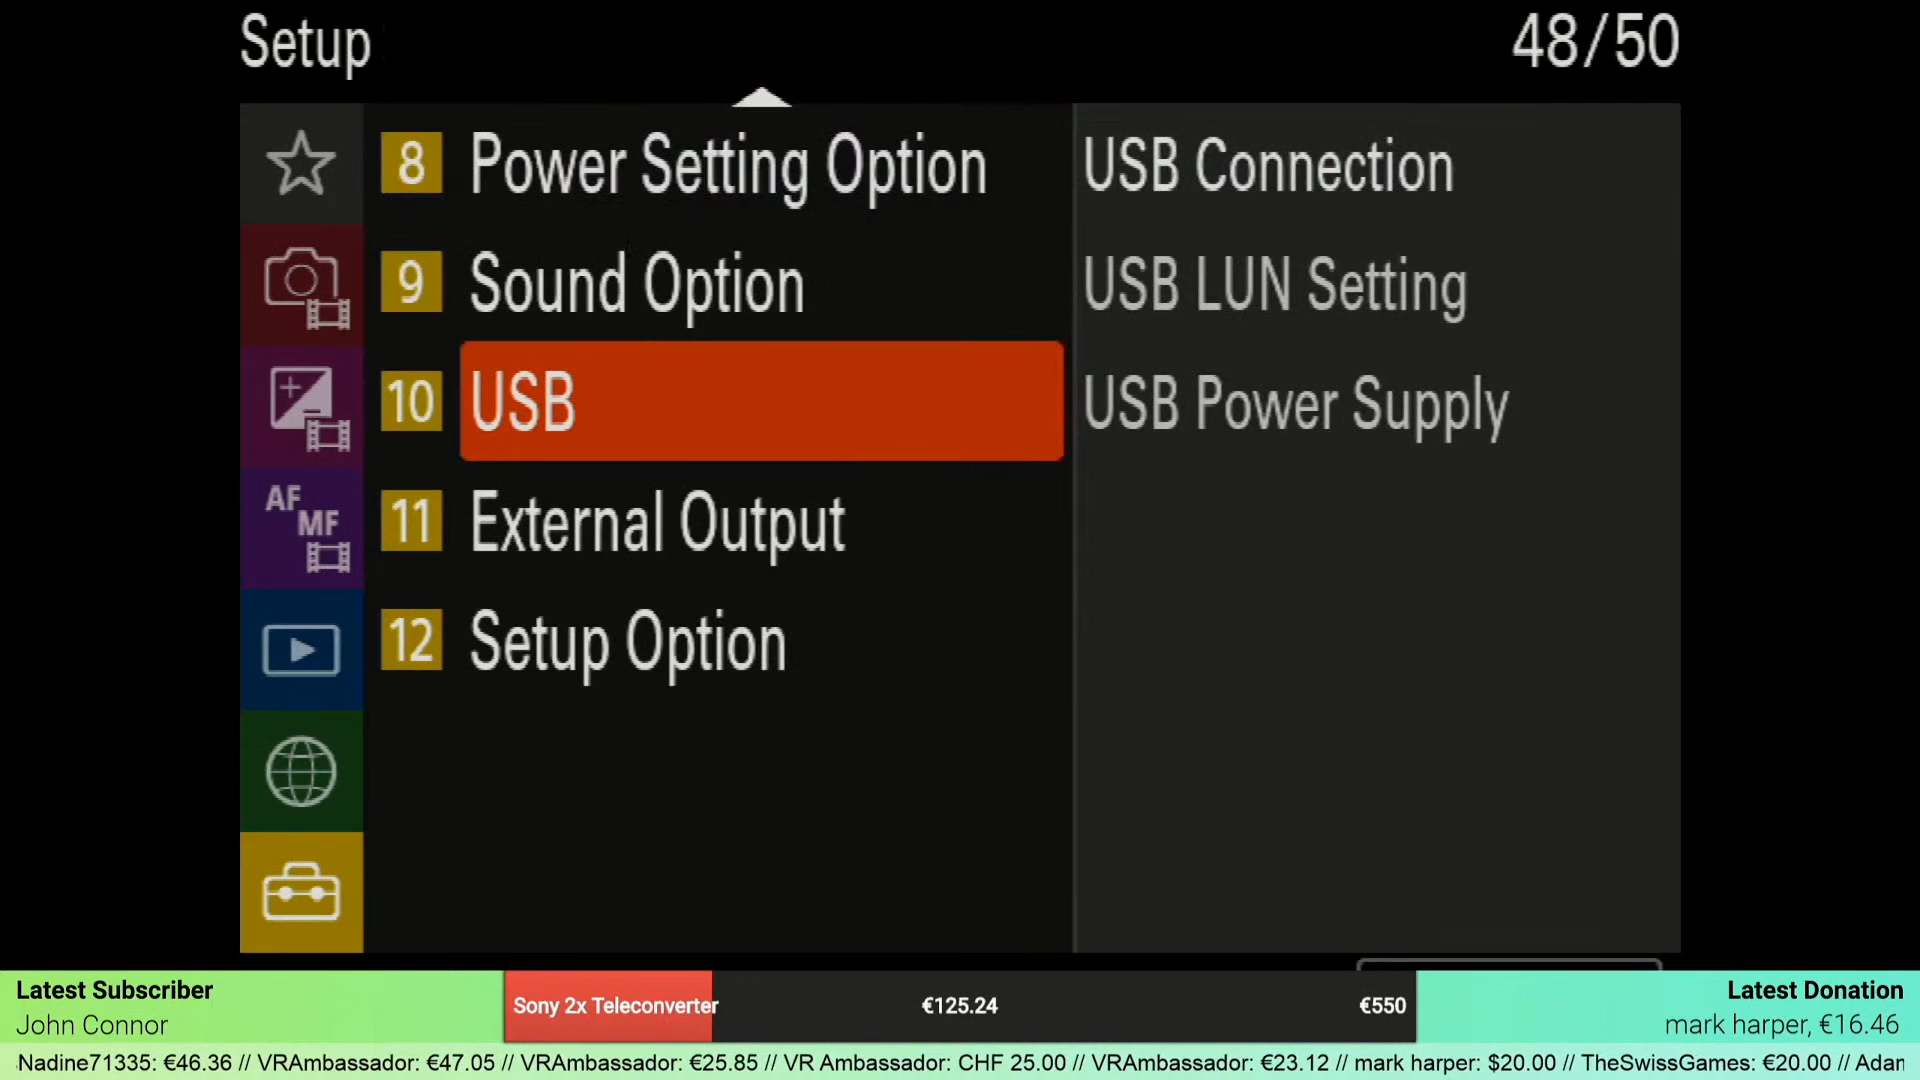 Setup
48/50
8 Power Setting Option
9 Sound Option
10 USB
11 External Output
12 Setup Option
USB Connection
USB LUN Setting
USB Power Supply
AF
MF
Latest Subscriber
John Connor
Sony 2x Teleconverter €125.24 €550
Latest Donation
mark harper, €16.46
Nadine71335: €46.36 // VRAmbassador: €47.05 // VRAmbassador: €25.85 // VR Ambassador: CHF 25.00 // VRAmbassador: €23.12 // mark harper: $20.00 // TheSwissGames: €20.00 // Adan